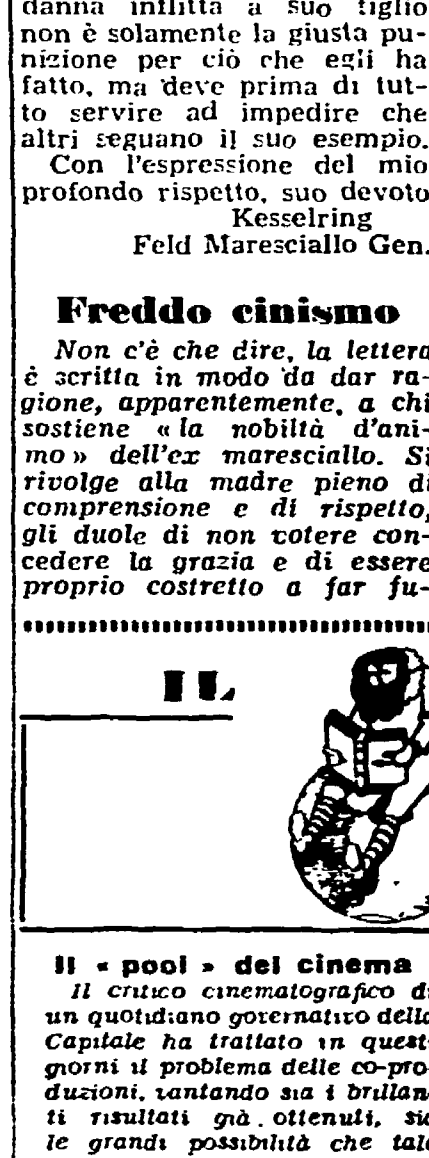 danna inflitta a suo figlio
non è solamente la giusta pu-
nizione per ciò che egli ha
fatto, ma deve prima di tut-
to servire ad impedire che
altri seguano il suo esempio.
Con l'espressione del mio
profondo rispetto, suo devoto
Kesselring
Feld Maresciallo Gen.
Freddo cinismo
Non c'è che dire, la lettera
è scritta in modo da dar ra-
gione, apparentemente, a chi
sostiene « la nobiltà d'ani-
mo » dell'ex maresciallo. Si
rivolge alla madre pieno di
comprensione e di rispetto,
gli duole di non potere con-
cedere la grazia e di essere
proprio costretto a far fu-
IL
Il « pool » del cinema
Il critico cinematografico di
un quotidiano governativo della
Capitale ha trattato in questi
giorni il problema delle co-pro-
duzioni, vantando sia i brillan-
ti risultati già ottenuti, sia
le grandi possibilità che tale